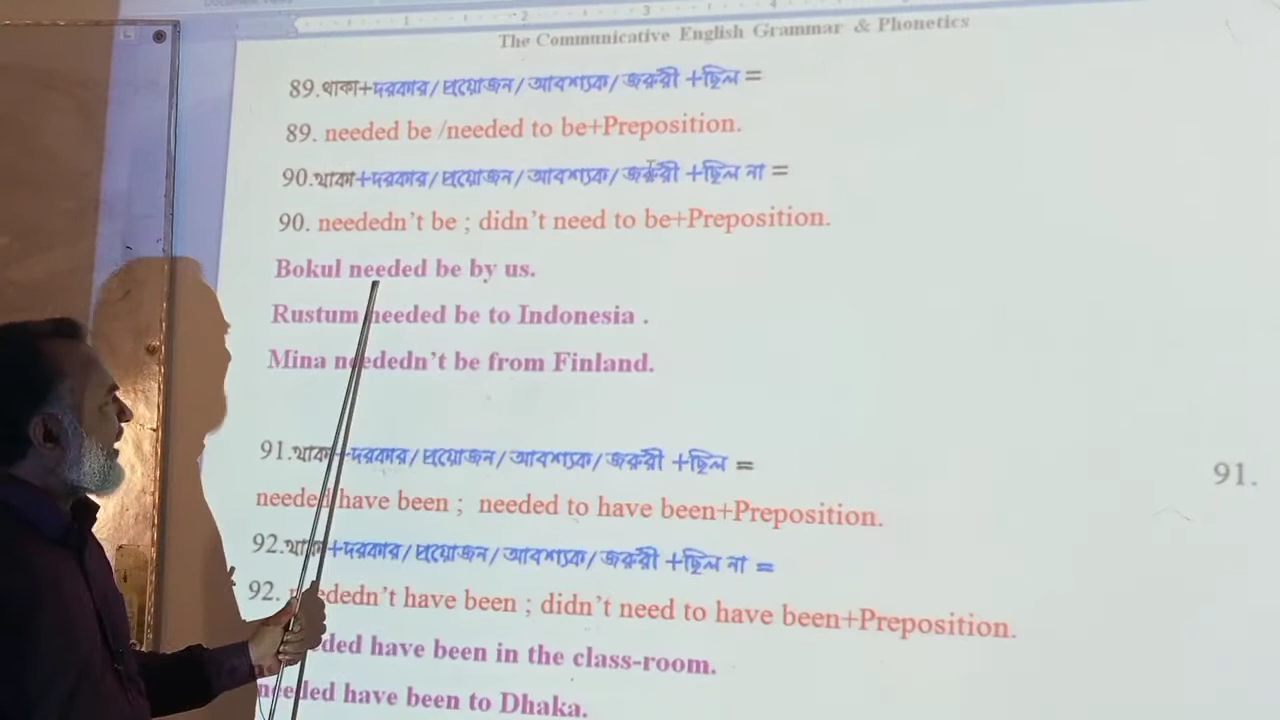 The Communicative English Grammar & Phonetics
89.থাকা+দরকার/প্রয়োজন/আবশ্যক/জরুরী +ছিল =
89. needed be /needed to be+Preposition.
90.থাকা+দরকার/প্রয়োজন/আবশ্যক/জরুরী +ছিল না =
90. neededn’t be ; didn’t need to be+Preposition.
Bokul needed be by us.
Rustum needed be to Indonesia .
Mina neededn’t be from Finland.
91.থাকা+দরকার/প্রয়োজন/আবশ্যক/জরুরী +ছিল =
91.
needed have been ; needed to have been+Preposition.
92.থাকা+দরকার/প্রয়োজন/আবশ্যক/জরুরী +ছিল না =
92. neededn’t have been ; didn’t need to have been+Preposition.
have been in the class-room.
needed have been to Dhaka.